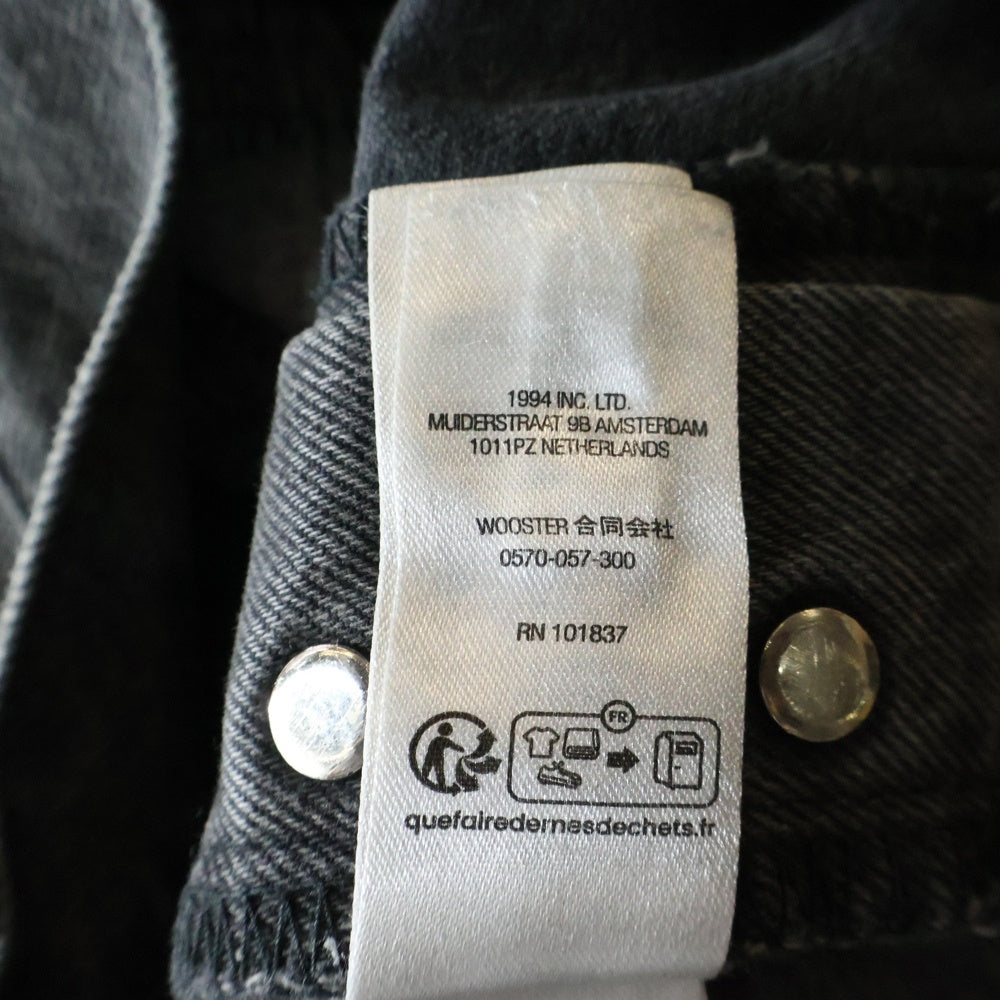 1994 INC. LTD.
MUIDERSTRAAT 9B AMSTERDAM
1011PZ NETHERLANDS
WOOSTER 合同会社
0570-057-300
RN 101837
FR
quefairedemesdechets.fr